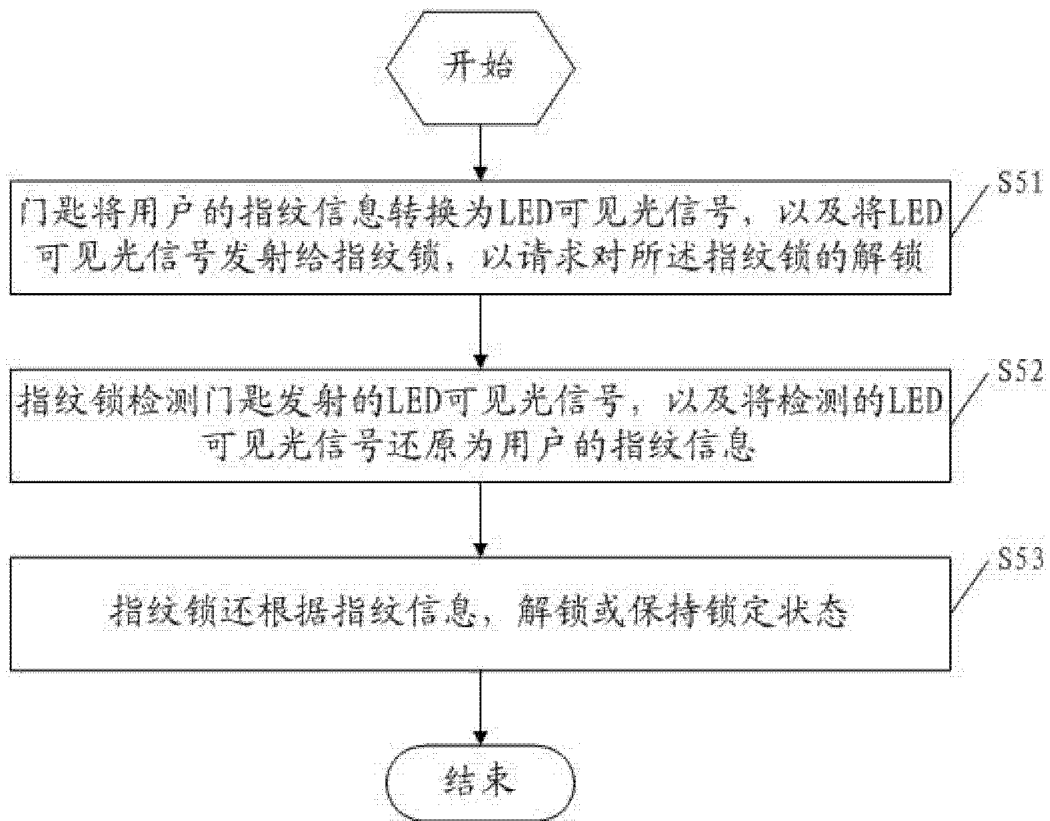 开始
S51
门匙将用户的指纹信息转换为LED可见光信号，以及将LED
可见光信号发射给指纹锁，以请求对所述指纹锁的解锁
S52
指纹锁检测门匙发射的LED可见光信号，以及将检测的LED
可见光信号还原为用户的指纹信息
S53
指纹锁还根据指纹信息，解锁或保持锁定状态
结束